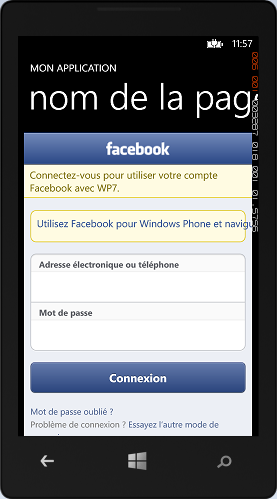 11:57
MON APPLICATION
nom de la pag
facebook
Connectez-vous pour utiliser votre compte
Facebook avec WP7.
Utilisez Facebook pour Windows Phone et navigu
Adresse électronique ou téléphone
Mot de passe
Connexion
Mot de passe oublié ?
Problème de connexion ? Essayez l'autre mode de